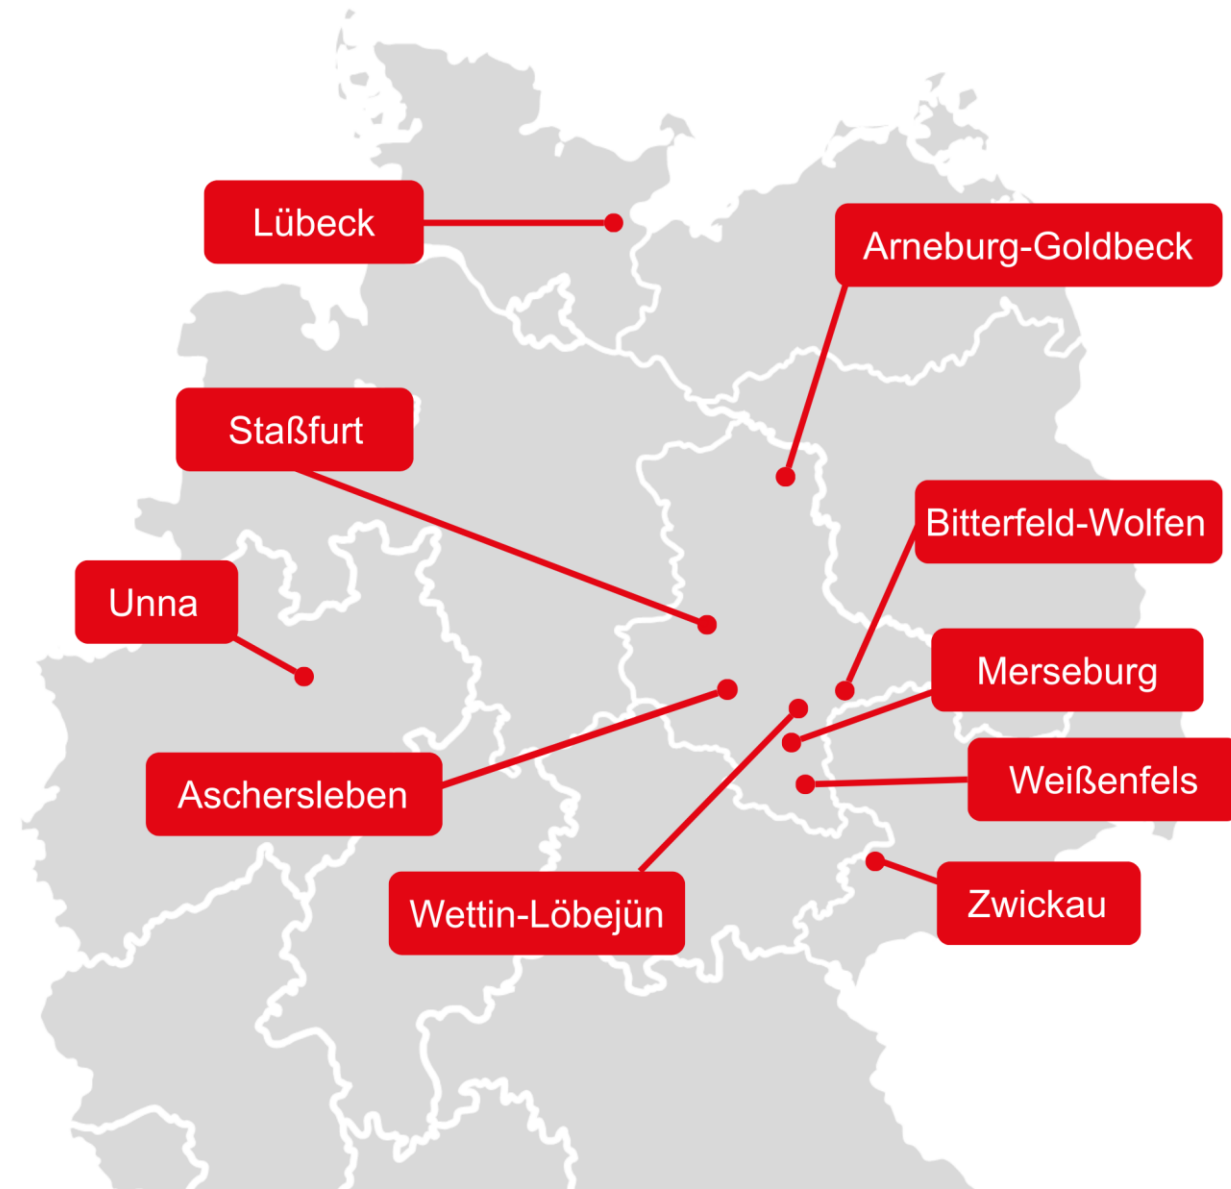 Lübeck
Arneburg-Goldbeck
Staßfurt
Bitterfeld-Wolfen
Unna
Merseburg
Weißenfels
Aschersleben
Zwickau
Wettin-Löbejün